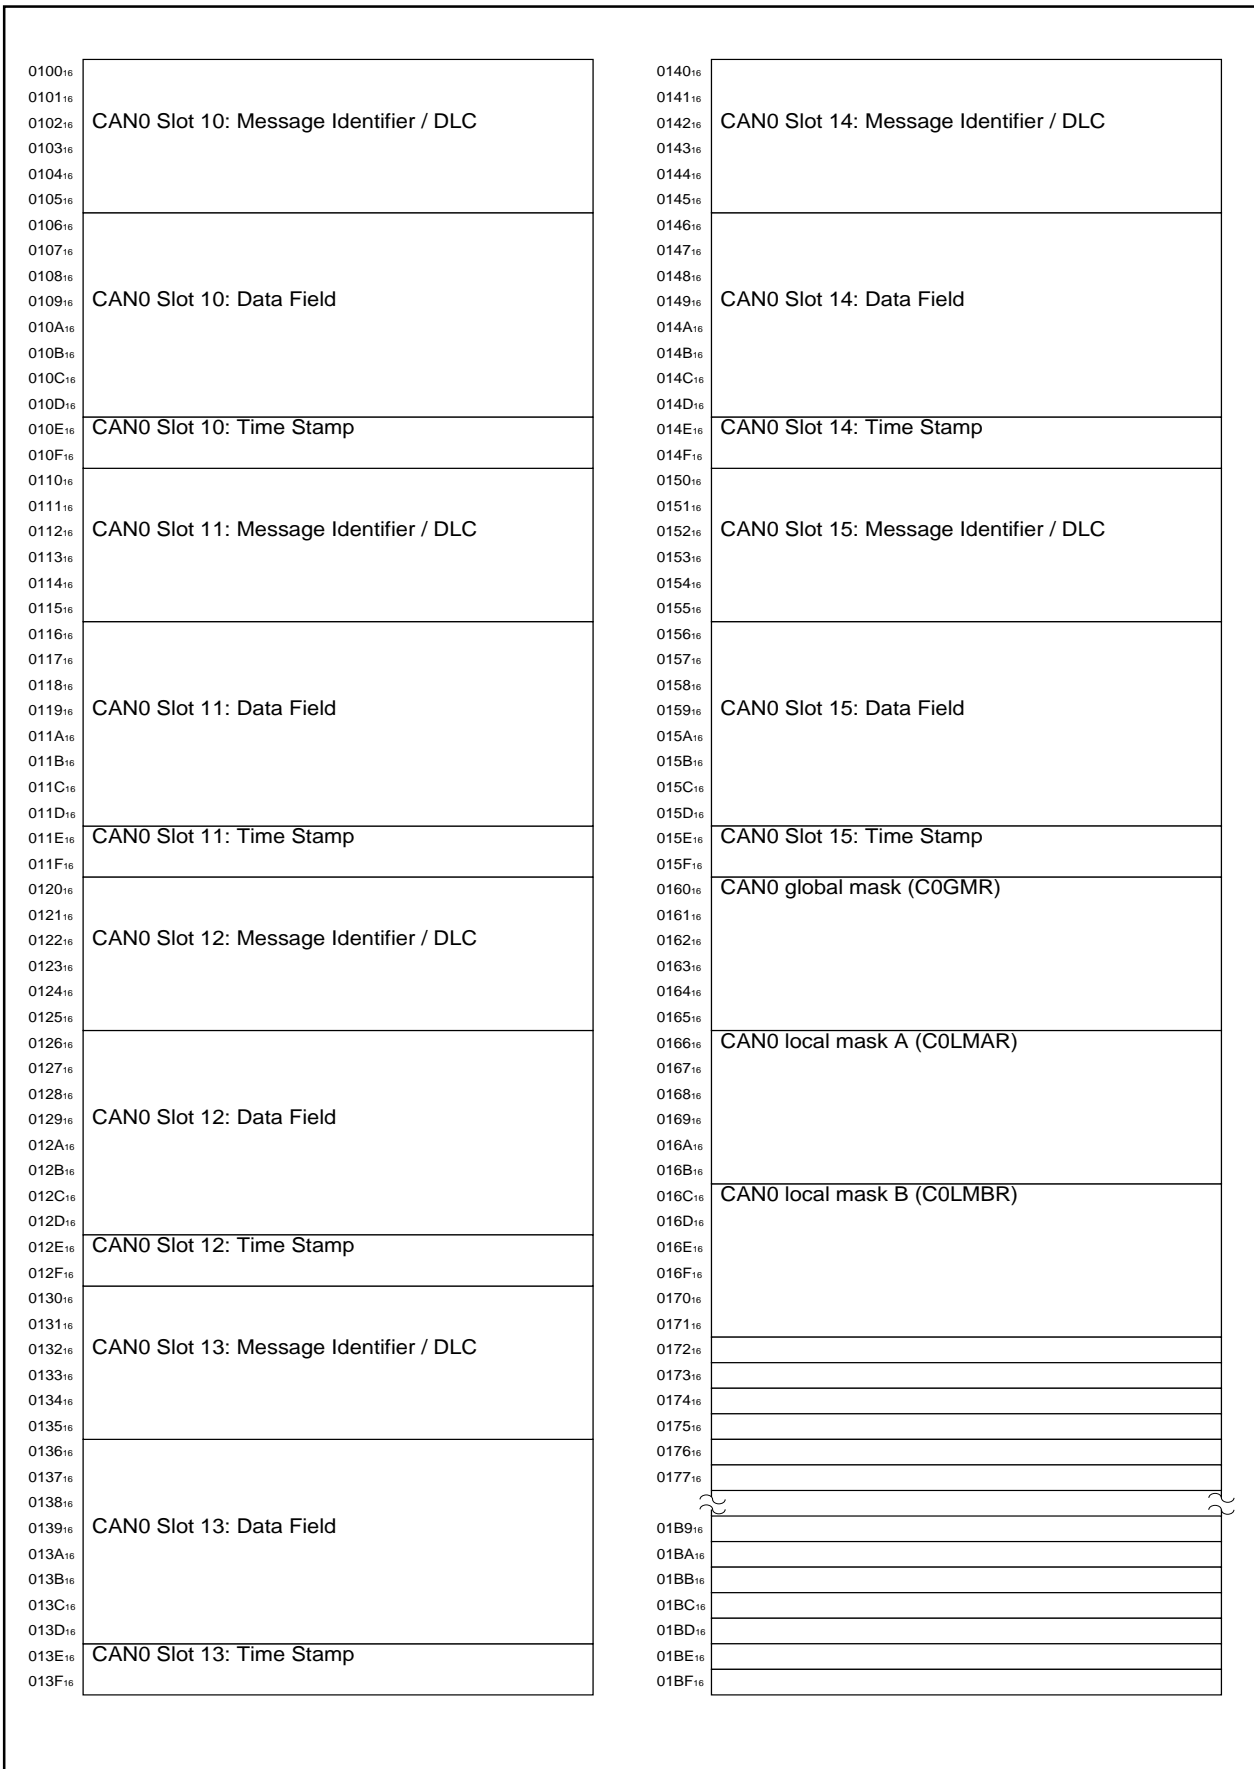 0100₁₆
0101₁₆
0102₁₆ CAN0 Slot 10: Message Identifier / DLC
0103₁₆
0104₁₆
0105₁₆
0106₁₆
0107₁₆
0108₁₆
0109₁₆ CAN0 Slot 10: Data Field
010A₁₆
010B₁₆
010C₁₆
010D₁₆
010E₁₆ CAN0 Slot 10: Time Stamp
010F₁₆
0110₁₆
0111₁₆
0112₁₆ CAN0 Slot 11: Message Identifier / DLC
0113₁₆
0114₁₆
0115₁₆
0116₁₆
0117₁₆
0118₁₆
0119₁₆ CAN0 Slot 11: Data Field
011A₁₆
011B₁₆
011C₁₆
011D₁₆
011E₁₆ CAN0 Slot 11: Time Stamp
011F₁₆
0120₁₆
0121₁₆
0122₁₆ CAN0 Slot 12: Message Identifier / DLC
0123₁₆
0124₁₆
0125₁₆
0126₁₆
0127₁₆
0128₁₆
0129₁₆ CAN0 Slot 12: Data Field
012A₁₆
012B₁₆
012C₁₆
012D₁₆
012E₁₆ CAN0 Slot 12: Time Stamp
012F₁₆
0130₁₆
0131₁₆
0132₁₆ CAN0 Slot 13: Message Identifier / DLC
0133₁₆
0134₁₆
0135₁₆
0136₁₆
0137₁₆
0138₁₆
0139₁₆ CAN0 Slot 13: Data Field
013A₁₆
013B₁₆
013C₁₆
013D₁₆
013E₁₆ CAN0 Slot 13: Time Stamp
013F₁₆
0140₁₆
0141₁₆
0142₁₆ CAN0 Slot 14: Message Identifier / DLC
0143₁₆
0144₁₆
0145₁₆
0146₁₆
0147₁₆
0148₁₆
0149₁₆ CAN0 Slot 14: Data Field
014A₁₆
014B₁₆
014C₁₆
014D₁₆
014E₁₆ CAN0 Slot 14: Time Stamp
014F₁₆
0150₁₆
0151₁₆
0152₁₆ CAN0 Slot 15: Message Identifier / DLC
0153₁₆
0154₁₆
0155₁₆
0156₁₆
0157₁₆
0158₁₆
0159₁₆ CAN0 Slot 15: Data Field
015A₁₆
015B₁₆
015C₁₆
015D₁₆
015E₁₆ CAN0 Slot 15: Time Stamp
015F₁₆
0160₁₆ CAN0 global mask (C0GMR)
0161₁₆
0162₁₆
0163₁₆
0164₁₆
0165₁₆
0166₁₆ CAN0 local mask A (C0LMAR)
0167₁₆
0168₁₆
0169₁₆
016A₁₆
016B₁₆
016C₁₆ CAN0 local mask B (C0LMBR)
016D₁₆
016E₁₆
016F₁₆
0170₁₆
0171₁₆
0172₁₆
0173₁₆
0174₁₆
0175₁₆
0176₁₆
0177₁₆
01B9₁₆
01BA₁₆
01BB₁₆
01BC₁₆
01BD₁₆
01BE₁₆
01BF₁₆